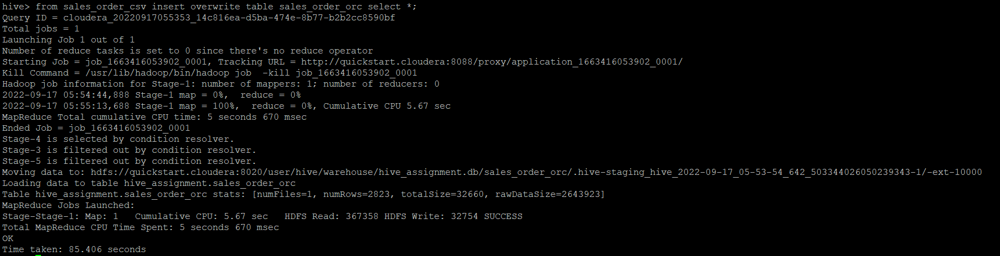 hive> from sales_order_csv insert overwrite table sales_order_orc select *;
Query ID = cloudera_20220917055353_14c816ea-d5ba-474e-8b77-b2b2cc8590bf
Total jobs = 1
Launching Job 1 out of 1
Number of reduce tasks is set to 0 since there's no reduce operator
Starting Job = job_1663416053902_0001, Tracking URL = http://quickstart.cloudera:8088/proxy/application_1663416053902_0001/
Kill Command = /usr/lib/hadoop/bin/hadoop job  -kill job_1663416053902_0001
Hadoop job information for Stage-1: number of mappers: 1; number of reducers: 0
2022-09-17 05:54:44,888 Stage-1 map = 0%,  reduce = 0%
2022-09-17 05:55:13,688 Stage-1 map = 100%,  reduce = 0%, Cumulative CPU 5.67 sec
MapReduce Total cumulative CPU time: 5 seconds 670 msec
Ended Job = job_1663416053902_0001
Stage-4 is selected by condition resolver.
Stage-3 is filtered out by condition resolver.
Stage-5 is filtered out by condition resolver.
Moving data to: hdfs://quickstart.cloudera:8020/user/hive/warehouse/hive_assignment.db/sales_order_orc/.hive-staging_hive_2022-09-17_05-53-54_642_503344026050239343-1/-ext-10000
Loading data to table hive_assignment.sales_order_orc
Table hive_assignment.sales_order_orc stats: [numFiles=1, numRows=2823, totalSize=32660, rawDataSize=2643923]
MapReduce Jobs Launched:
Stage-Stage-1: Map: 1   Cumulative CPU: 5.67 sec   HDFS Read: 367358 HDFS Write: 32754 SUCCESS
Total MapReduce CPU Time Spent: 5 seconds 670 msec
OK
Time taken: 85.406 seconds